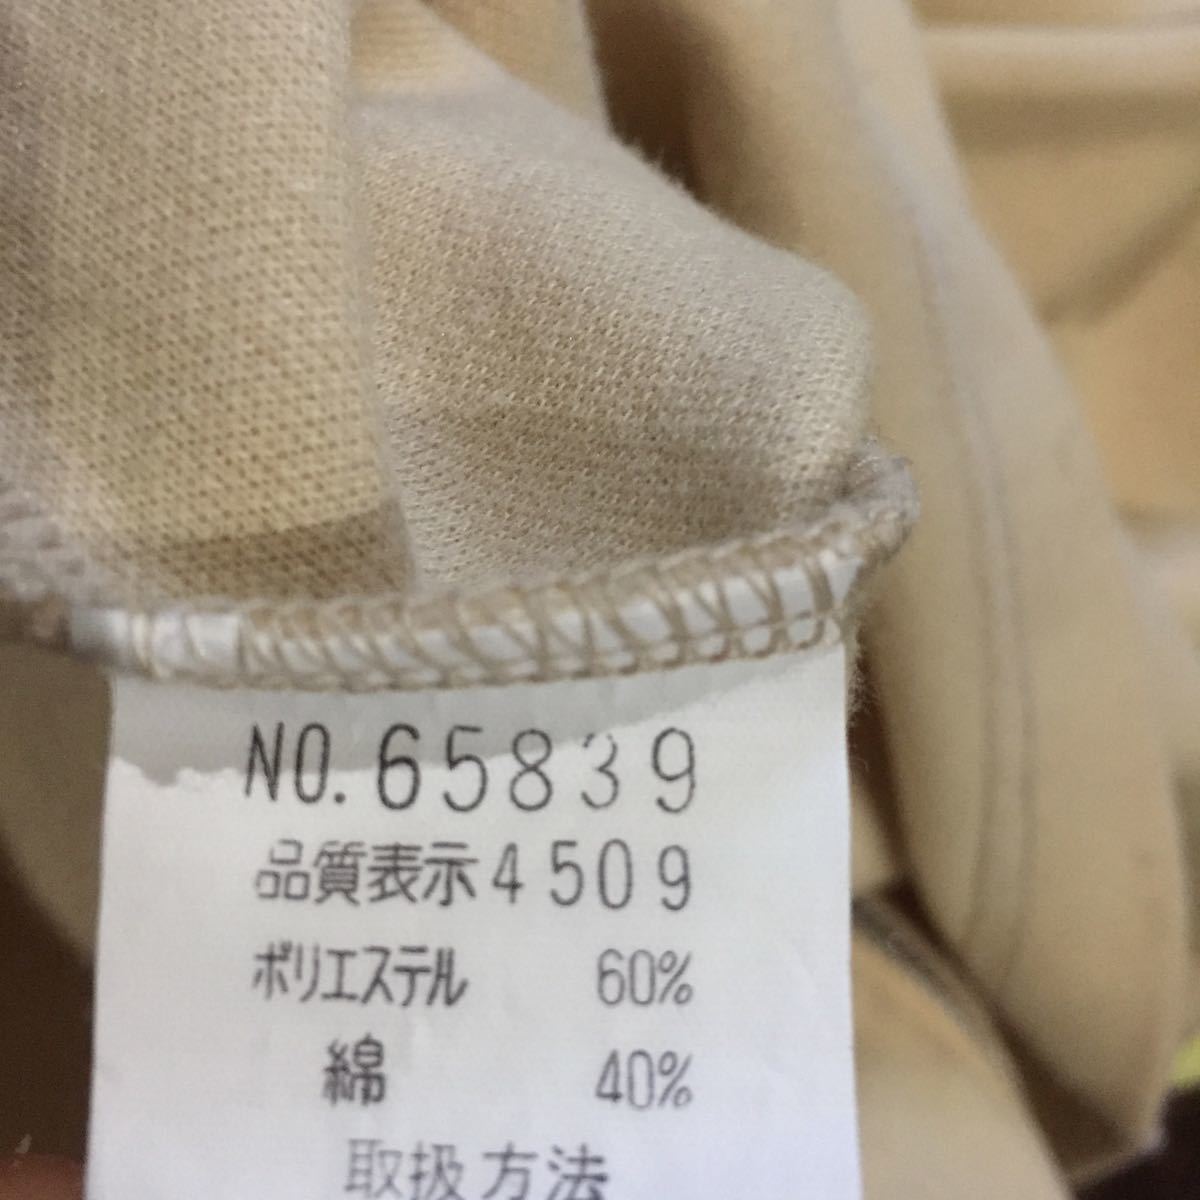 NO.65839
品質表示4509
ポリエステル 60%
綿 40%
取扱方法